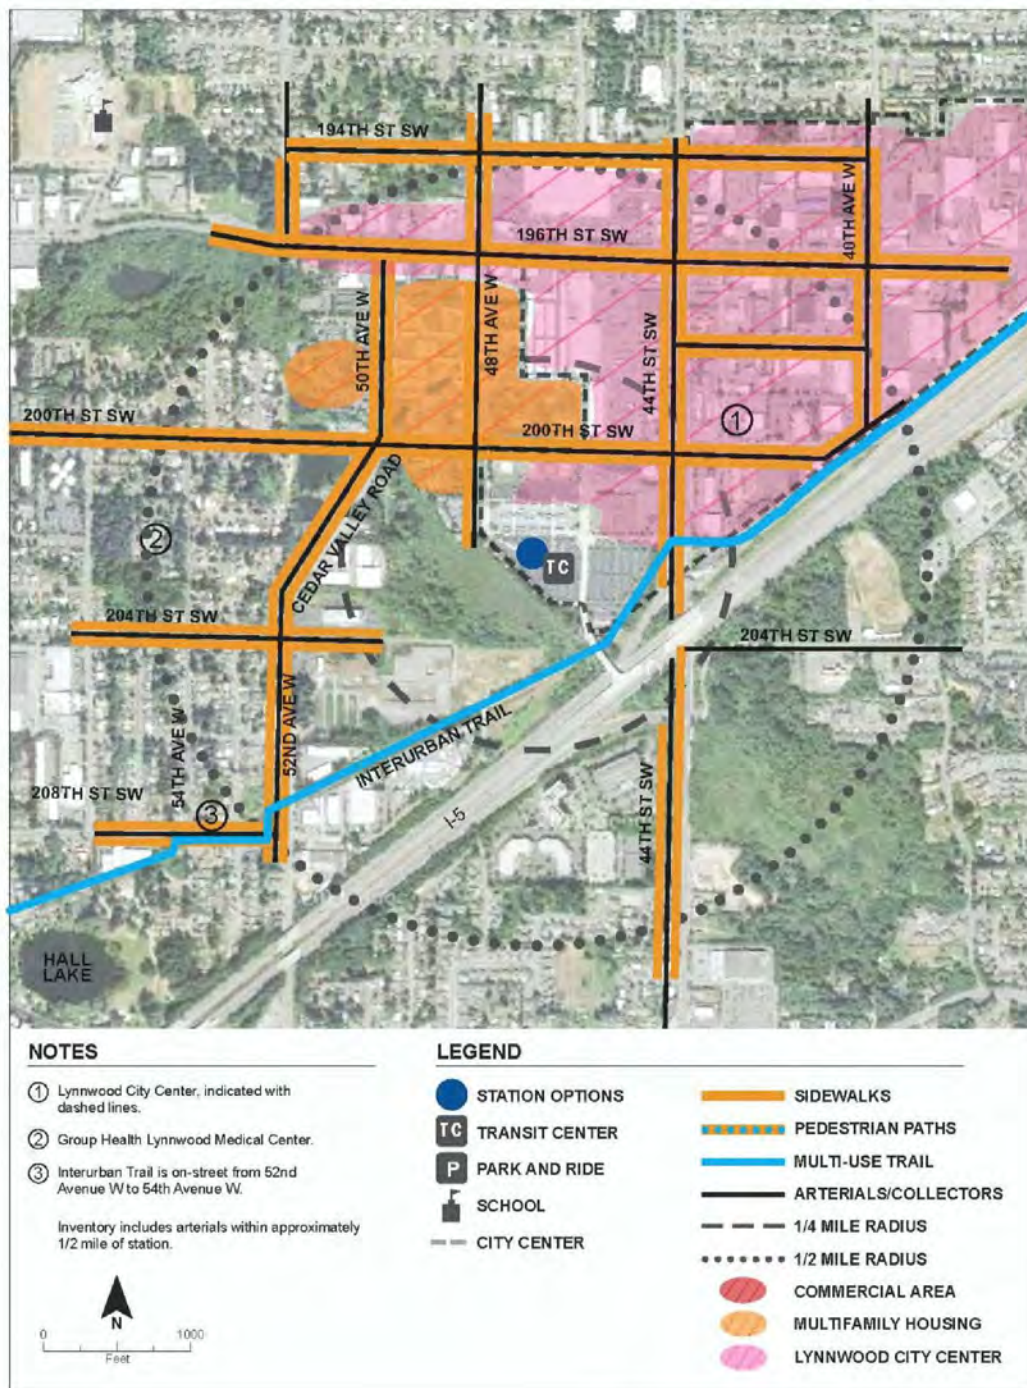 194TH ST SW
196TH ST SW
40TH AVE W
50TH AVE W
48TH AVE W
44TH ST SW
200TH ST SW
200TH ST SW
1
CEDAR VALLEY ROAD
2
TC
204TH ST SW
204TH ST SW
52ND AVE W
INTERURBAN TRAIL
54TH AVE W
208TH ST SW
3
I-5
44TH ST SW
HALL
LAKE
NOTES
1 Lynnwood City Center, indicated with
dashed lines.
2 Group Health Lynnwood Medical Center.
3 Interurban Trail is on-street from 52nd
Avenue W to 54th Avenue W.
Inventory includes arterials within approximately
1/2 mile of station.
N
0 1000
Feet
LEGEND
STATION OPTIONS
TC TRANSIT CENTER
P PARK AND RIDE
SCHOOL
CITY CENTER
SIDEWALKS
PEDESTRIAN PATHS
MULTI-USE TRAIL
ARTERIALS/COLLECTORS
1/4 MILE RADIUS
1/2 MILE RADIUS
COMMERCIAL AREA
MULTIFAMILY HOUSING
LYNNWOOD CITY CENTER